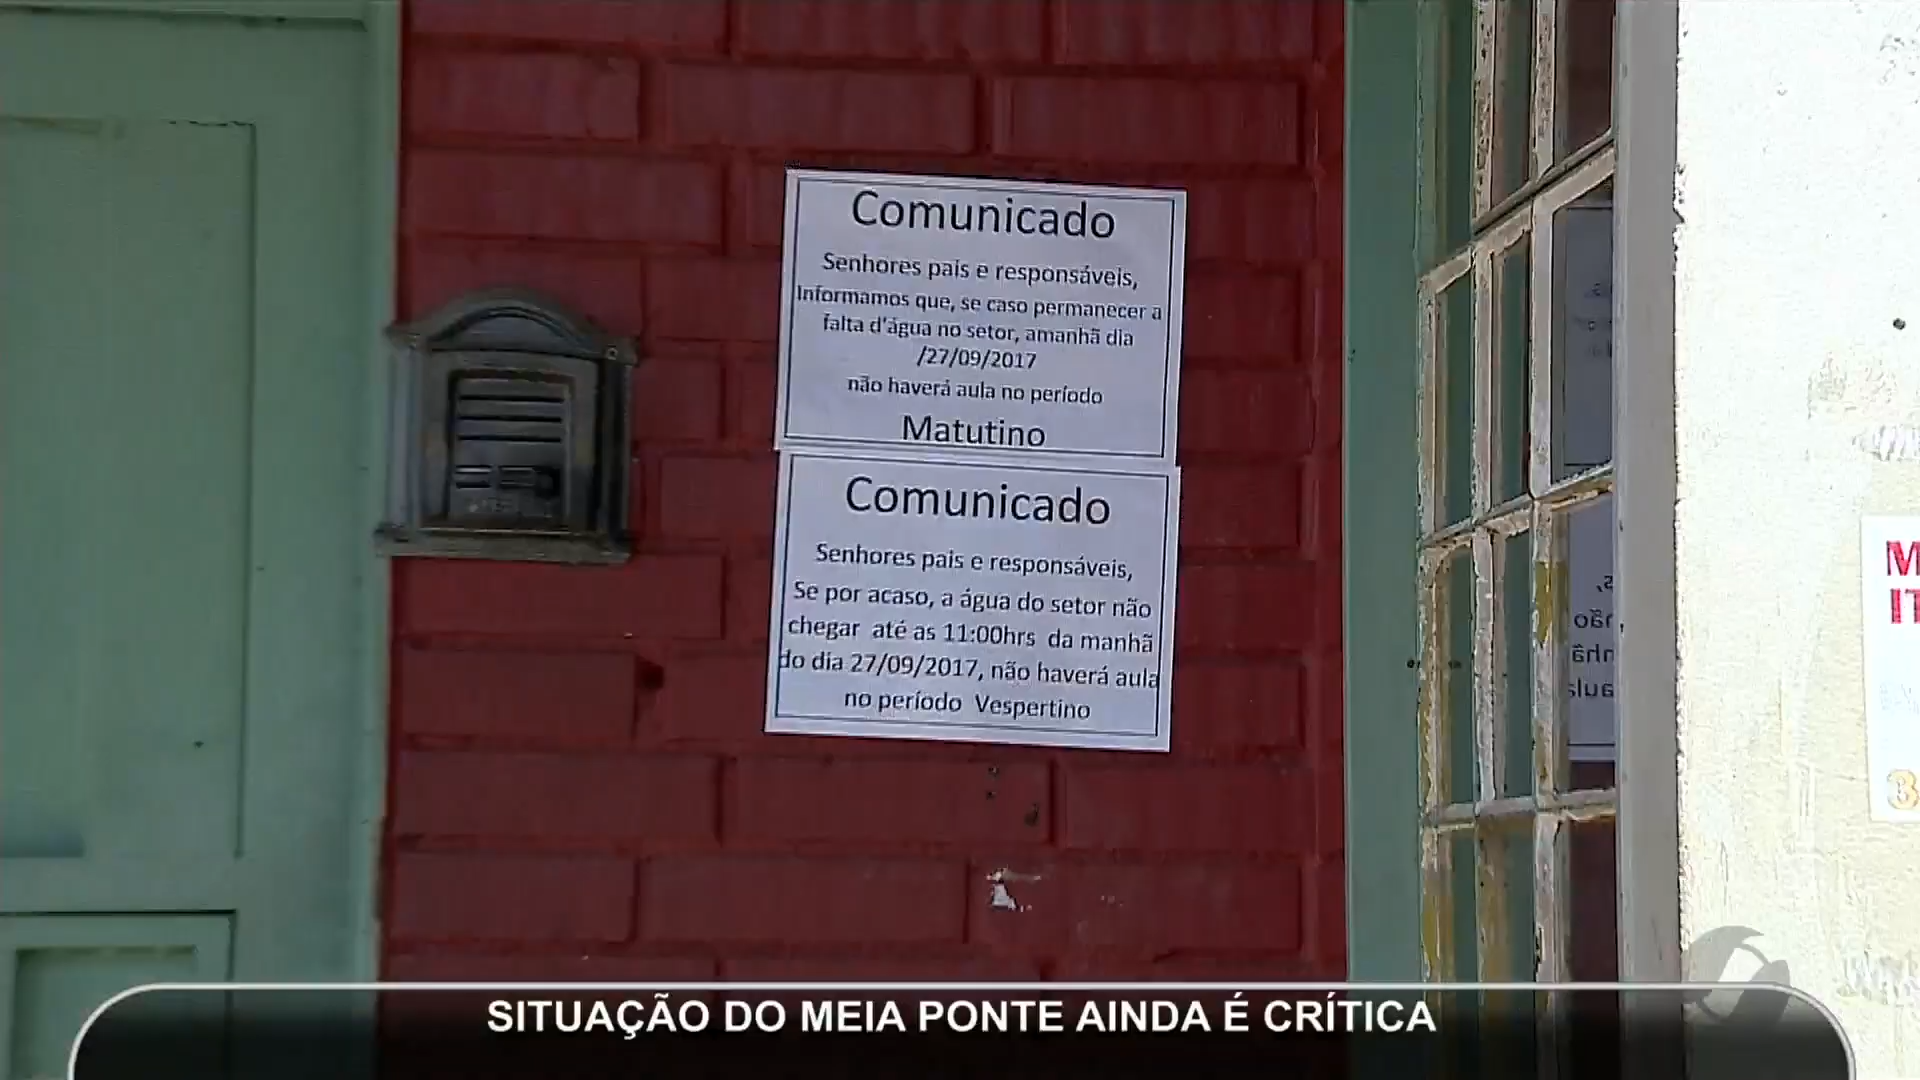 Comunicado
Senhores pais e responsáveis,
Informamos que, se caso permanecer a
falta d'água no setor, amanhã dia
/27/09/2017
não haverá aula no período
Matutino
Comunicado
Senhores pais e responsáveis,
Se por acaso, a água do setor não
chegar até as 11:00hrs da manhã
do dia 27/09/2017, não haverá aula
no período Vespertino
SITUAÇÃO DO MEIA PONTE AINDA É CRÍTICA